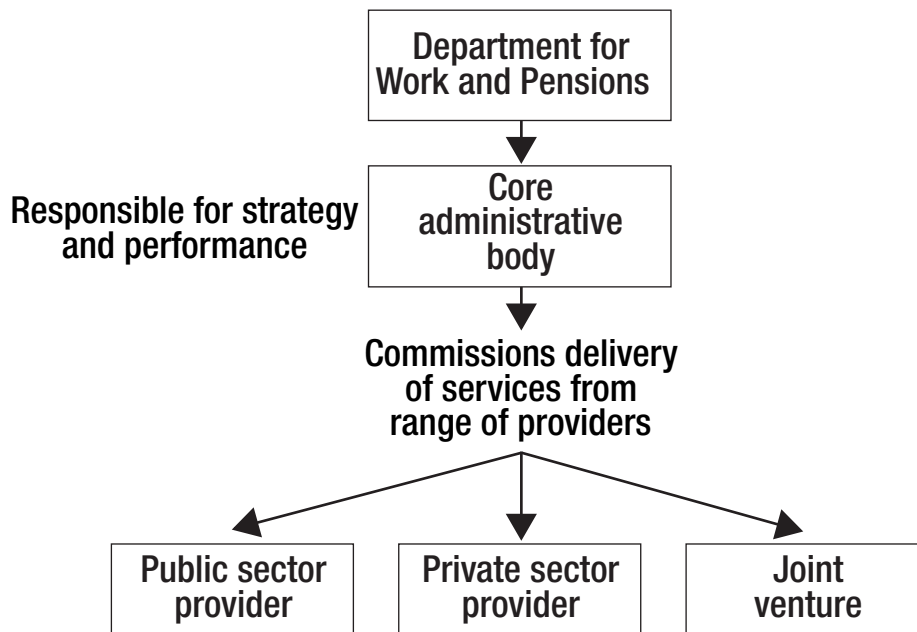 Department for
Work and Pensions
Responsible for strategy
and performance
Core
administrative
body
Commissions delivery
of services from
range of providers
Public sector
provider
Private sector
provider
Joint
venture